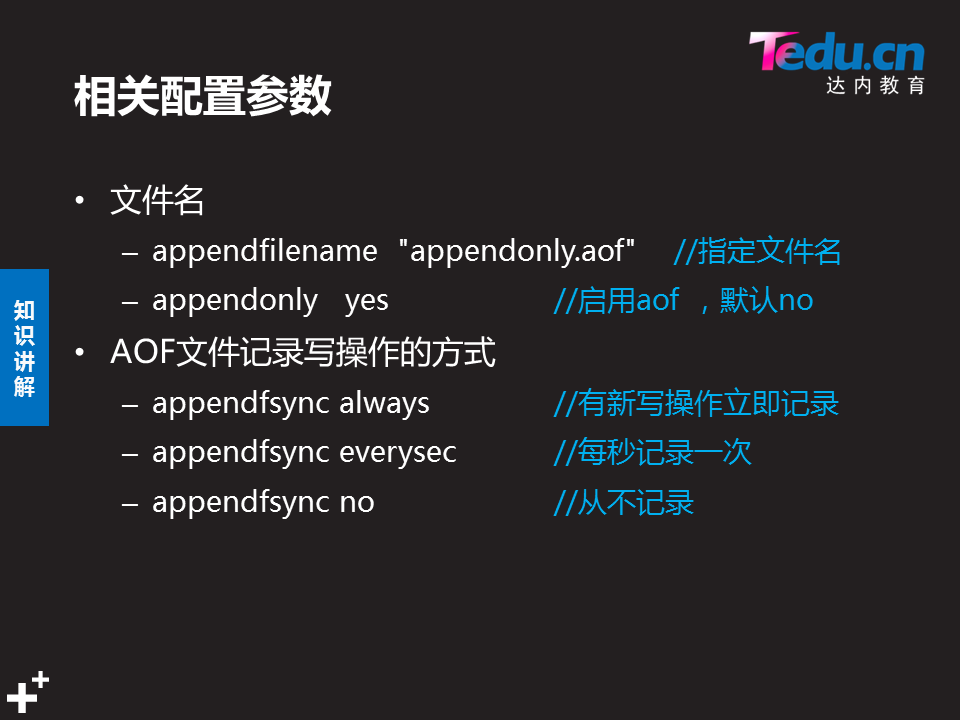 Tedu.cn
达内教育
相关配置参数
• 文件名
– appendfilename "appendonly.aof" //指定文件名
– appendonly yes //启用aof ，默认no
• AOF文件记录写操作的方式
– appendfsync always //有新写操作立即记录
– appendfsync everysec //每秒记录一次
– appendfsync no //从不记录
知
识
讲
解